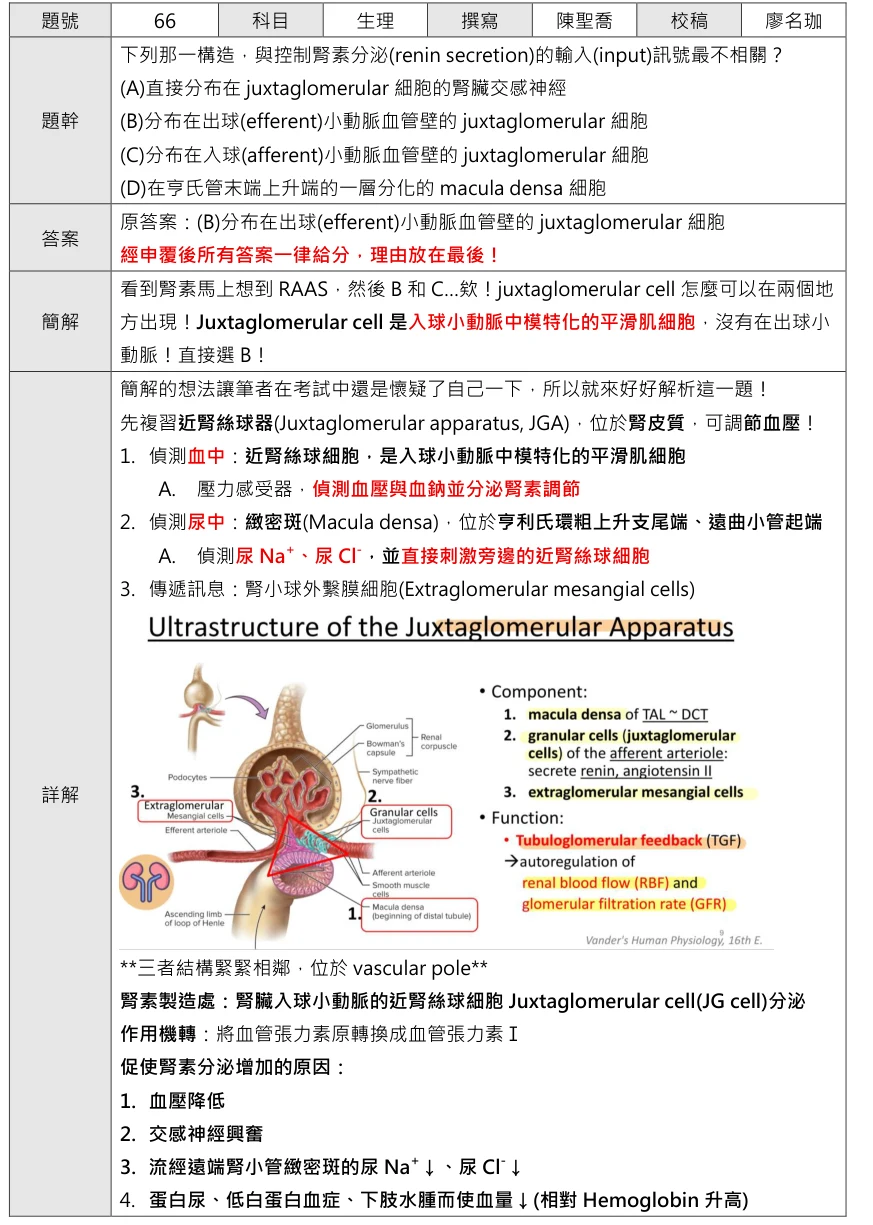 題號 66 科目 生理 撰寫 陳聖喬 校稿 廖名珈
題幹
下列那一構造，與控制腎素分泌(renin secretion)的輸入(input)訊號最不相關？
(A)直接分布在 juxtaglomerular 細胞的腎臟交感神經
(B)分布在出球(efferent)小動脈血管壁的 juxtaglomerular 細胞
(C)分布在入球(afferent)小動脈血管壁的 juxtaglomerular 細胞
(D)在亨氏管末端上升端的一層分化的 macula densa 細胞
答案
原答案：(B)分布在出球(efferent)小動脈血管壁的 juxtaglomerular 細胞
經申覆後所有答案一律給分，理由放在最後！
簡解
看到腎素馬上想到 RAAS，然後 B 和 C…欸！juxtaglomerular cell 怎麼可以在兩個地
方出現！Juxtaglomerular cell 是入球小動脈中模特化的平滑肌細胞，沒有在出球小
動脈！直接選 B！
詳解
簡解的想法讓筆者在考試中還是懷疑了自己一下，所以就來好好解析這一題！
先複習近腎絲球器(Juxtaglomerular apparatus, JGA)，位於腎皮質，可調節血壓！
1. 偵測血中：近腎絲球細胞，是入球小動脈中模特化的平滑肌細胞
A. 壓力感受器，偵測血壓與血鈉並分泌腎素調節
2. 偵測尿中：緻密斑(Macula densa)，位於亨利氏環粗上升支尾端、遠曲小管起端
A. 偵測尿 Na⁺、尿 Cl⁻，並直接刺激旁邊的近腎絲球細胞
3. 傳遞訊息：腎小球外繫膜細胞(Extraglomerular mesangial cells)
Ultrastructure of the Juxtaglomerular Apparatus
Glomerulus
Bowman's
capsule
Renal
corpuscle
Podocytes
Sympathetic
nerve fiber
3.
Extraglomerular
Mesangial cells
2.
Granular cells
Juxtaglomerular
cells
Efferent arteriole
Afferent arteriole
Smooth muscle
cells
1.
Macula densa
(beginning of distal tubule)
Ascending limb
of loop of Henle
• Component:
1. macula densa of TAL ~ DCT
2. granular cells (juxtaglomerular
cells) of the afferent arteriole:
secrete renin, angiotensin II
3. extraglomerular mesangial cells
• Function:
• Tubuloglomerular feedback (TGF)
→autoregulation of
renal blood flow (RBF) and
glomerular filtration rate (GFR)
9
Vander's Human Physiology, 16th E.
**三者結構緊緊相鄰，位於 vascular pole**
腎素製造處：腎臟入球小動脈的近腎絲球細胞 Juxtaglomerular cell(JG cell)分泌
作用機轉：將血管張力素原轉換成血管張力素 I
促使腎素分泌增加的原因：
1. 血壓降低
2. 交感神經興奮
3. 流經遠端腎小管緻密斑的尿 Na⁺↓、尿 Cl⁻↓
4. 蛋白尿、低白蛋白血症、下肢水腫而使血量↓(相對 Hemoglobin 升高)